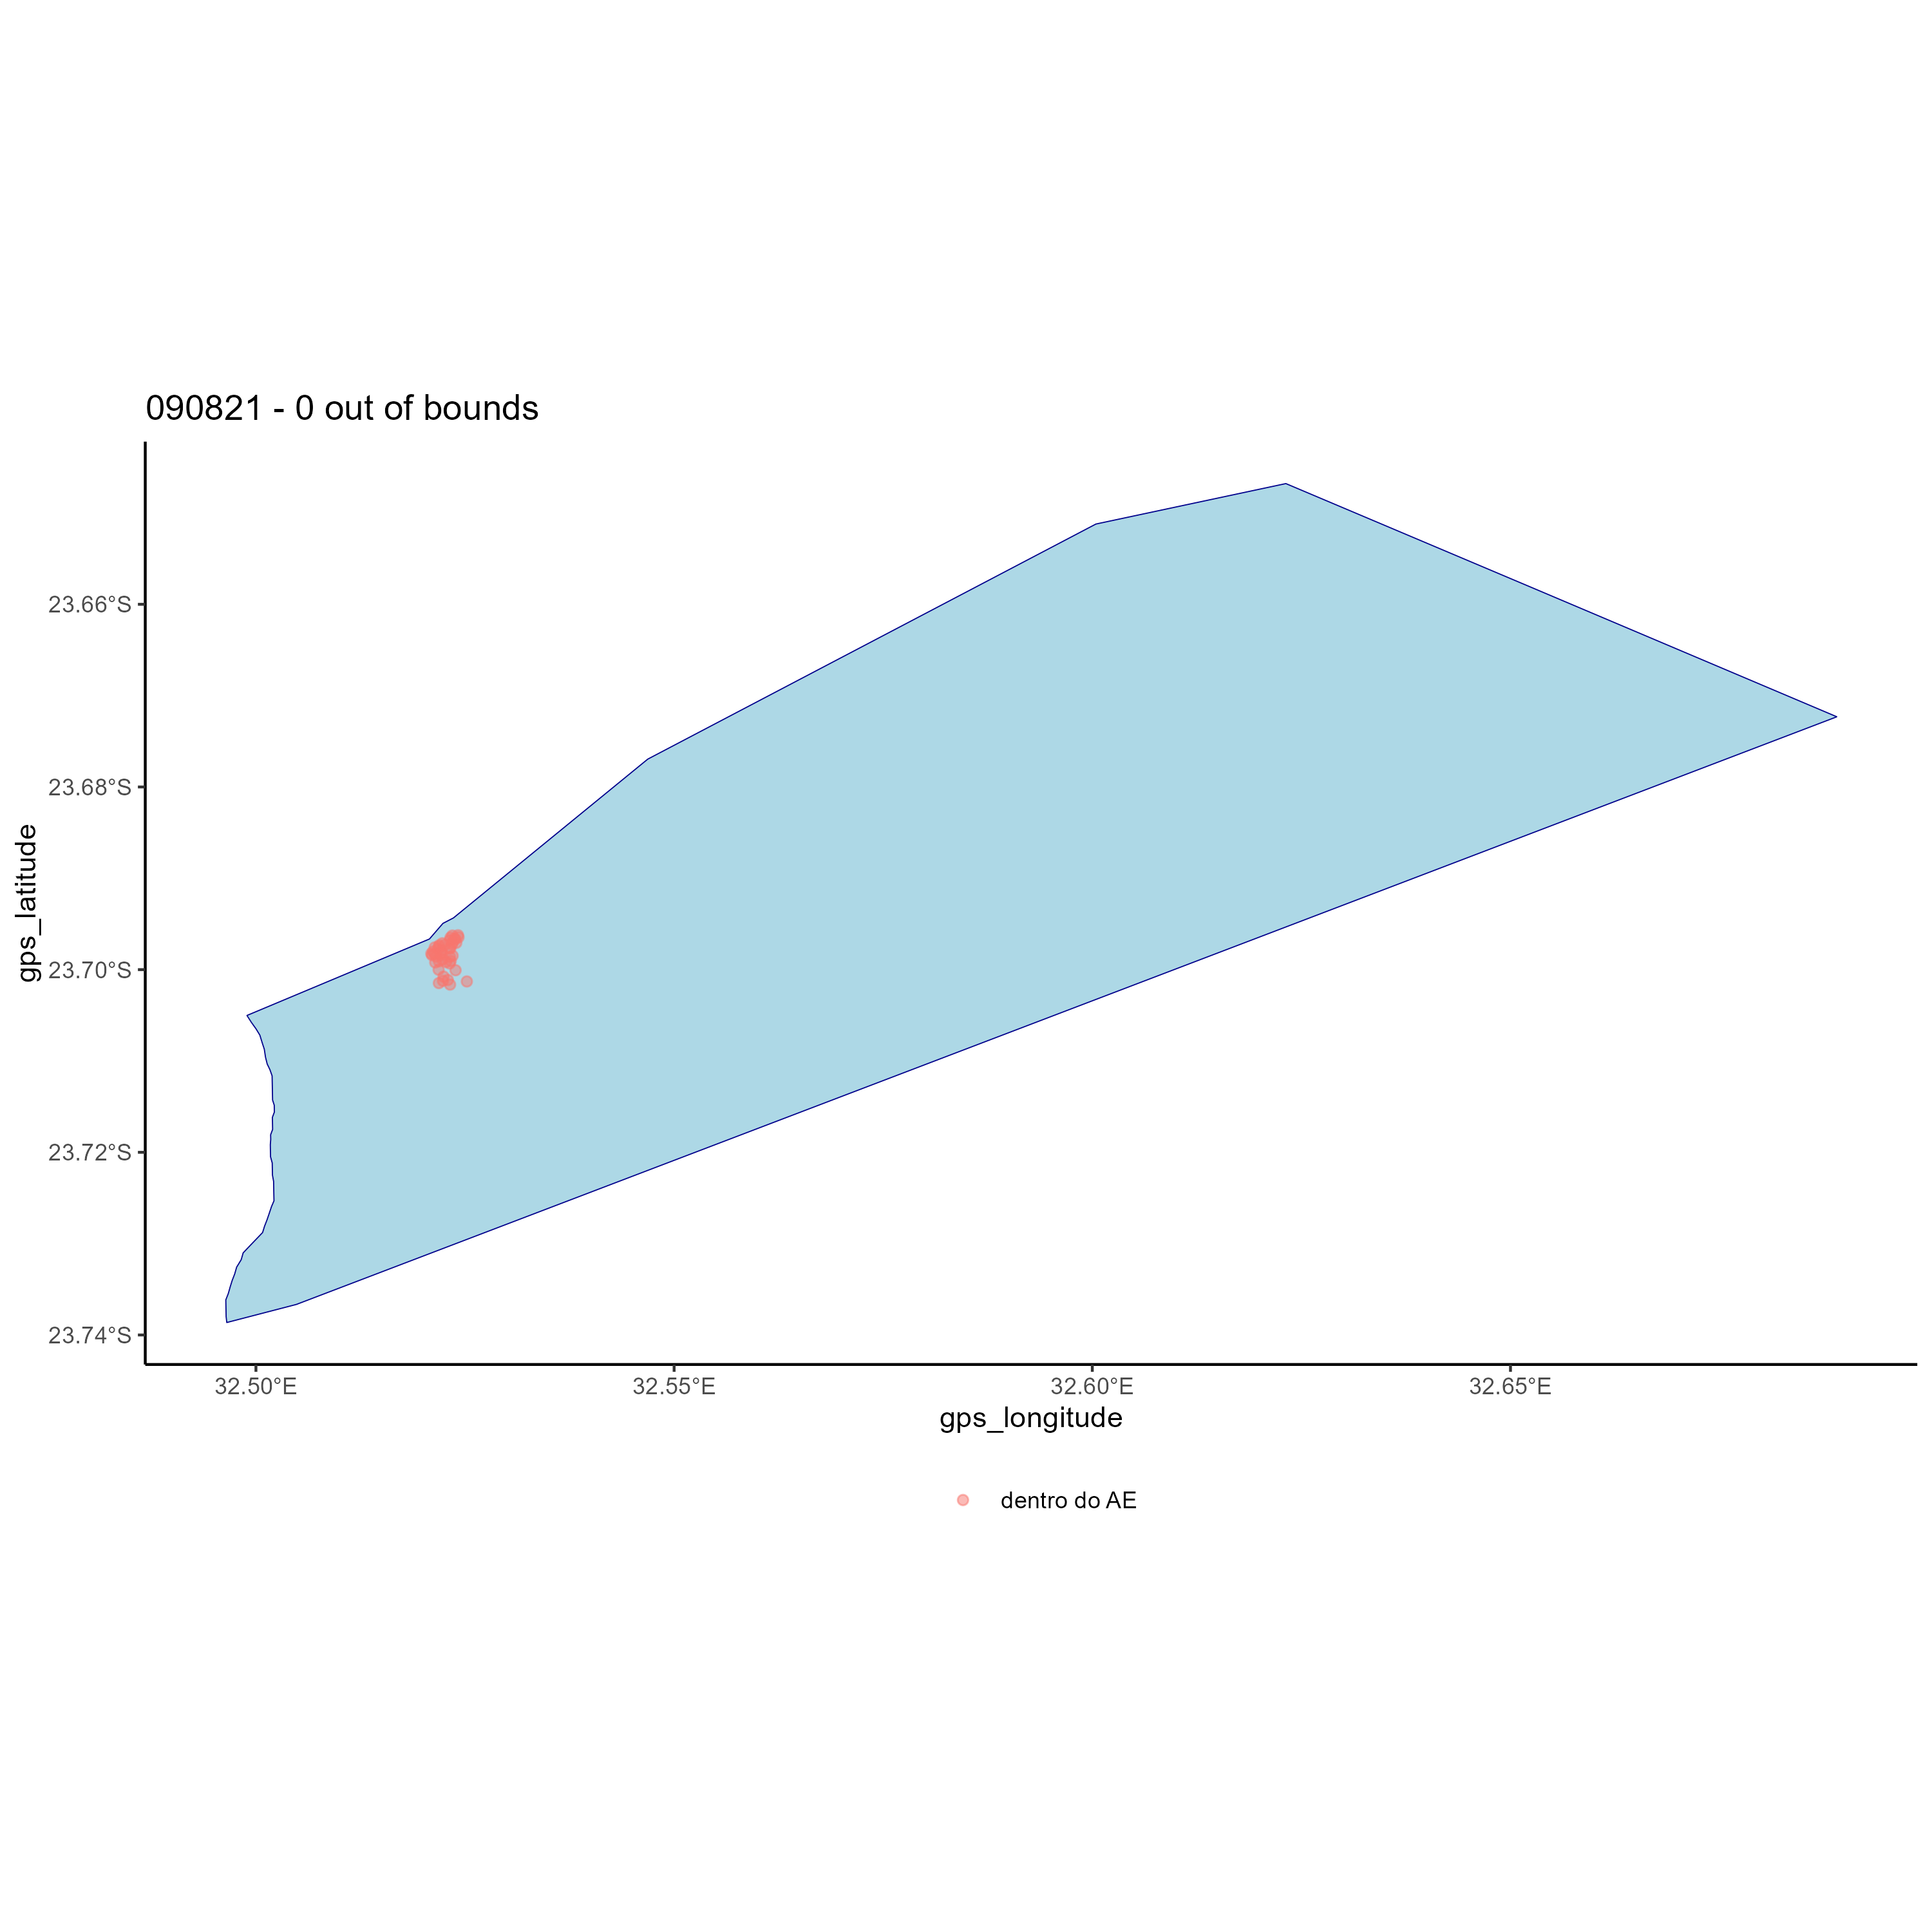 090821 - 0 out of bounds
gps_latitude
23.66°S
23.68°S
23.70°S
23.72°S
23.74°S
32.50°E
32.55°E
32.60°E
32.65°E
gps_longitude
dentro do AE